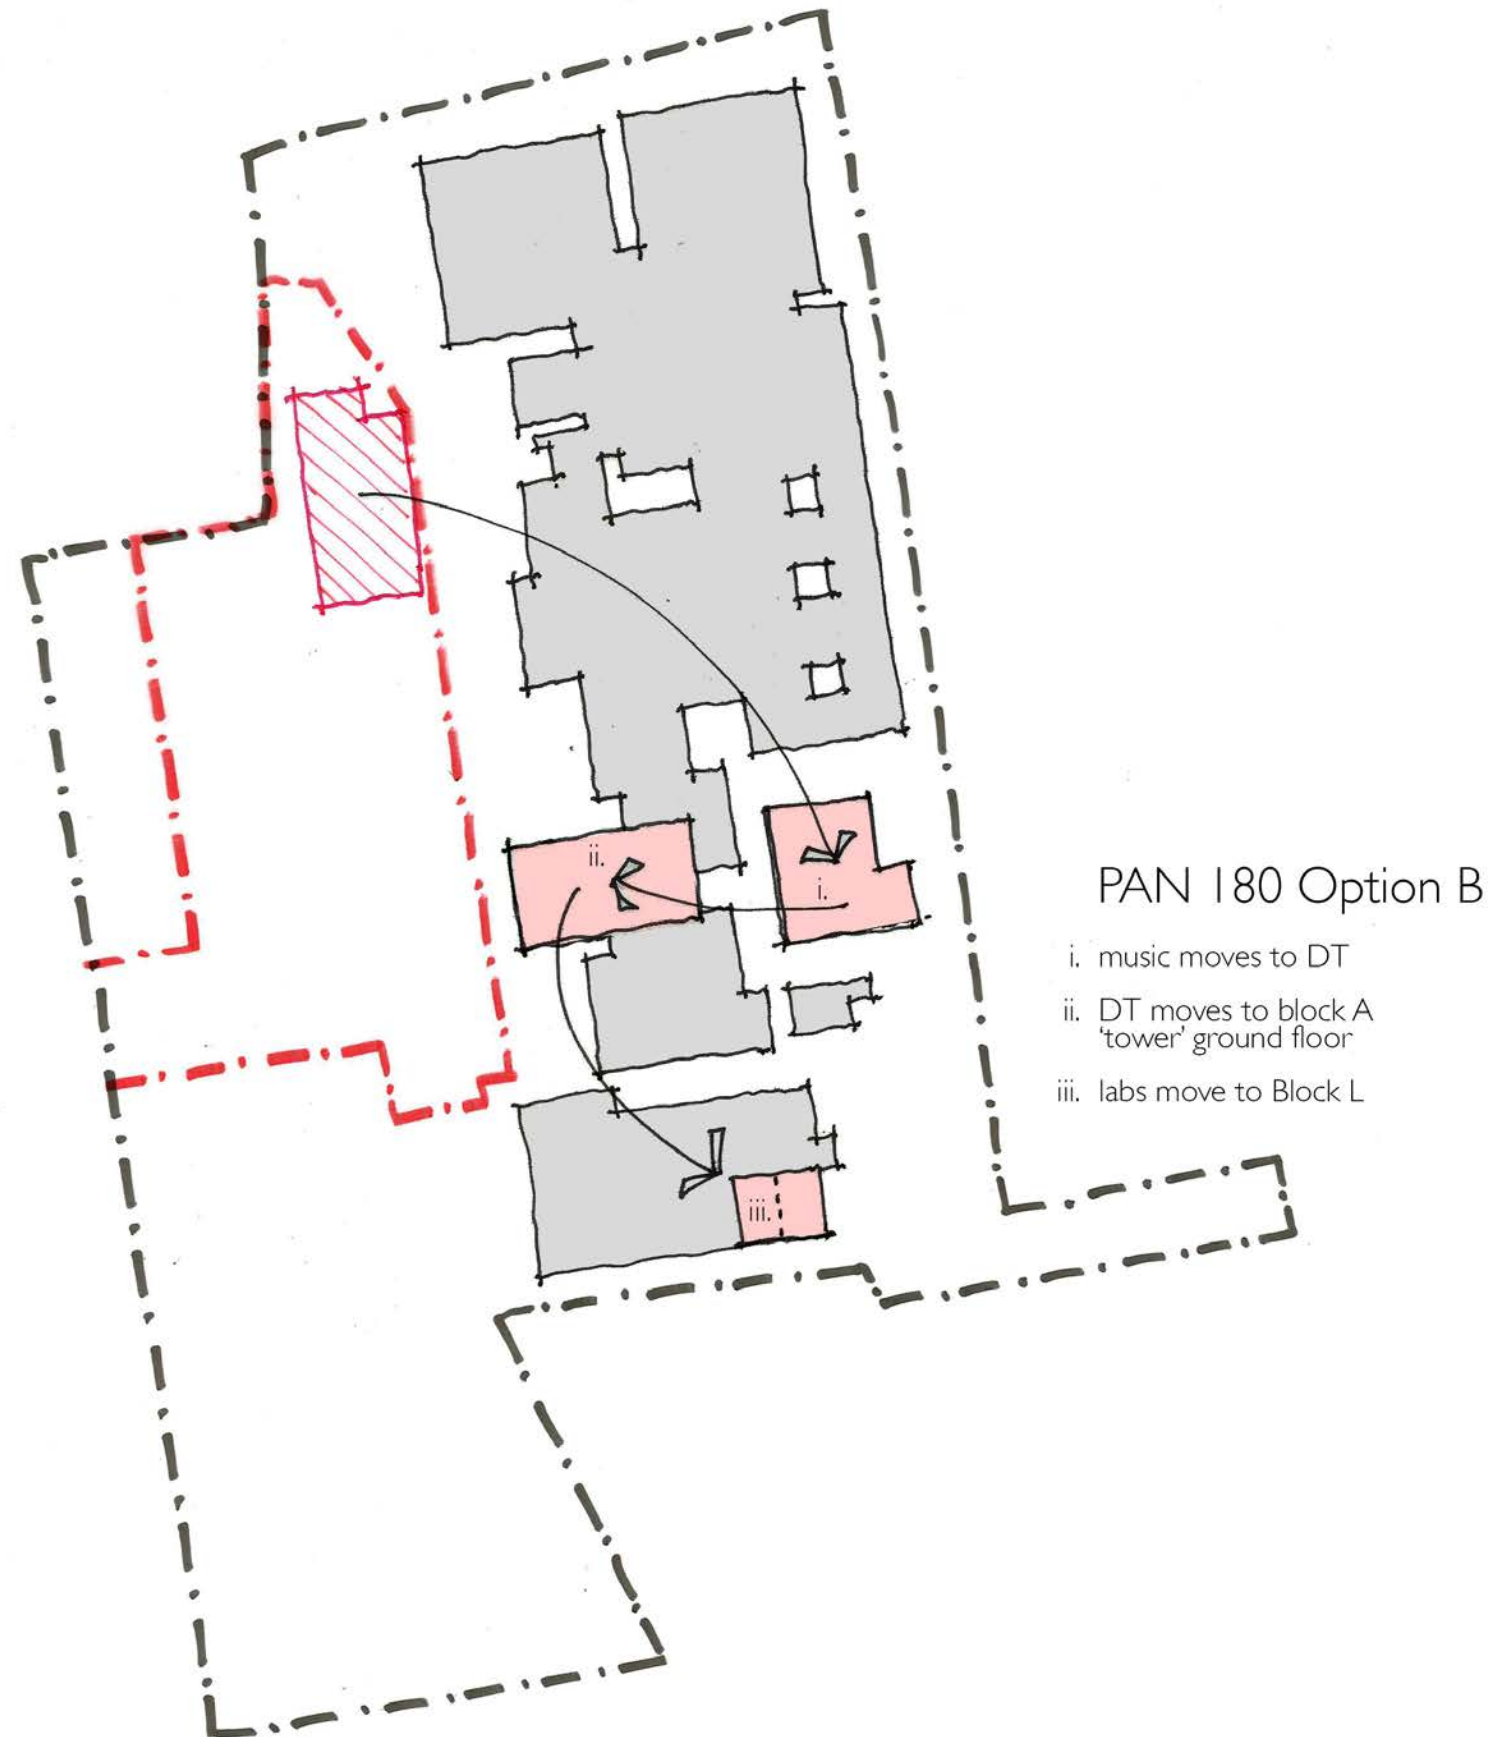 ii.
i.
iii.
PAN 180 Option B
i. music moves to DT
ii. DT moves to block A
'tower' ground floor
iii. labs move to Block L